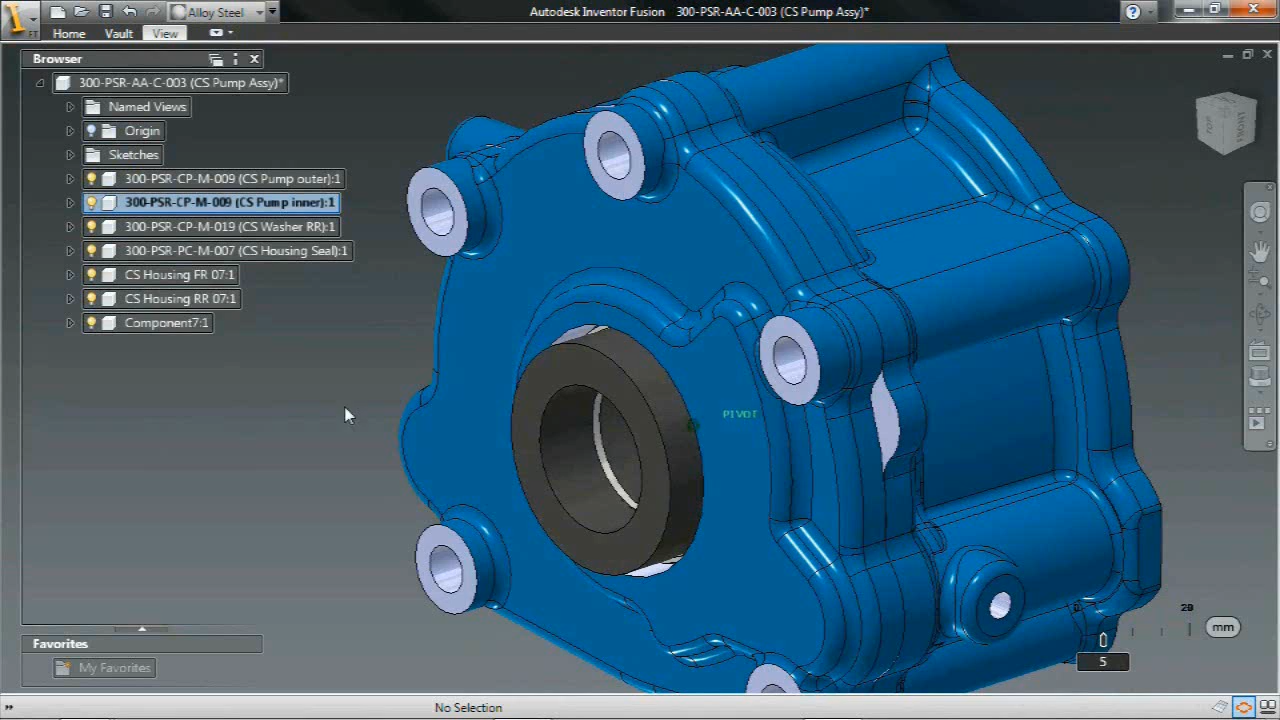 Alloy Steel
Autodesk Inventor Fusion 300-PSR-AA-C-003 (CS Pump Assy)*
FT
Home Vault View
Browser
300-PSR-AA-C-003 (CS Pump Assy)*
Named Views
Origin
Sketches
300-PSR-CP-M-009 (CS Pump outer):1
300-PSR-CP-M-009 (CS Pump inner):1
300-PSR-CP-M-019 (CS Washer RR):1
300-PSR-PC-M-007 (CS Housing Seal):1
CS Housing FR 07:1
CS Housing RR 07:1
Component7:1
TOP
PIVOT
0 20
mm
5
Favorites
My Favorites
No Selection